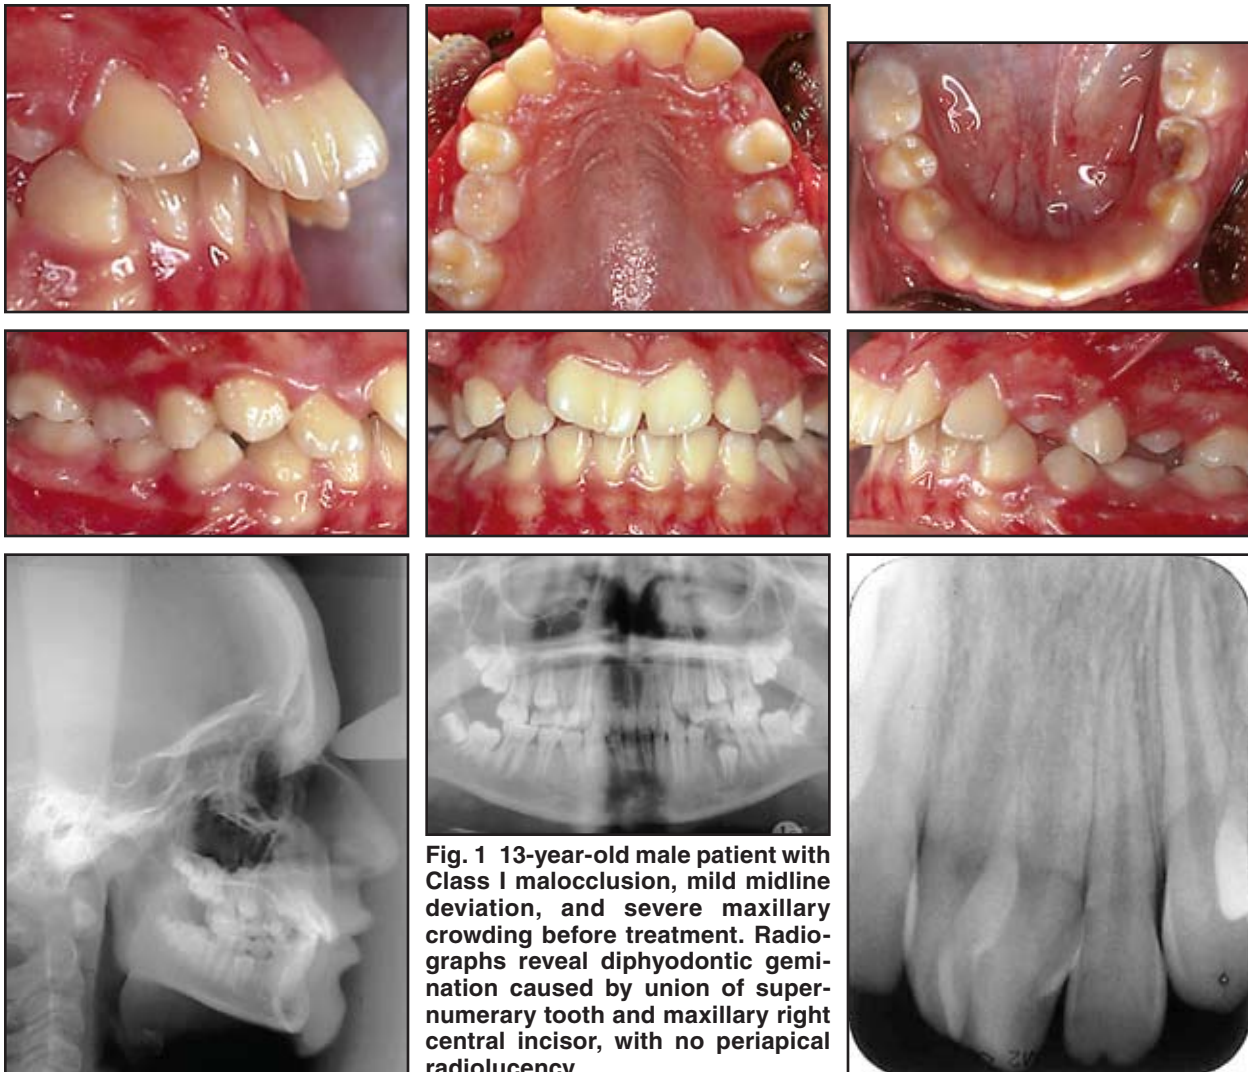 Fig. 1 13-year-old male patient with
Class I malocclusion, mild midline
deviation, and severe maxillary
crowding before treatment. Radio-
graphs reveal diphyodontic gemi-
nation caused by union of super-
numerary tooth and maxillary right
central incisor, with no periapical
radiolucency